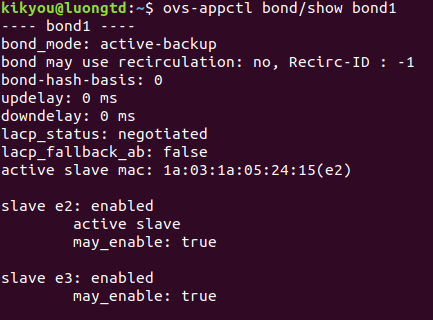 kikyou@luongtd:~$ ovs-appctl bond/show bond1
---- bond1 ----
bond_mode: active-backup
bond may use recirculation: no, Recirc-ID : -1
bond-hash-basis: 0
updelay: 0 ms
downdelay: 0 ms
lacp_status: negotiated
lacp_fallback_ab: false
active slave mac: 1a:03:1a:05:24:15(e2)

slave e2: enabled
        active slave
        may_enable: true

slave e3: enabled
        may_enable: true